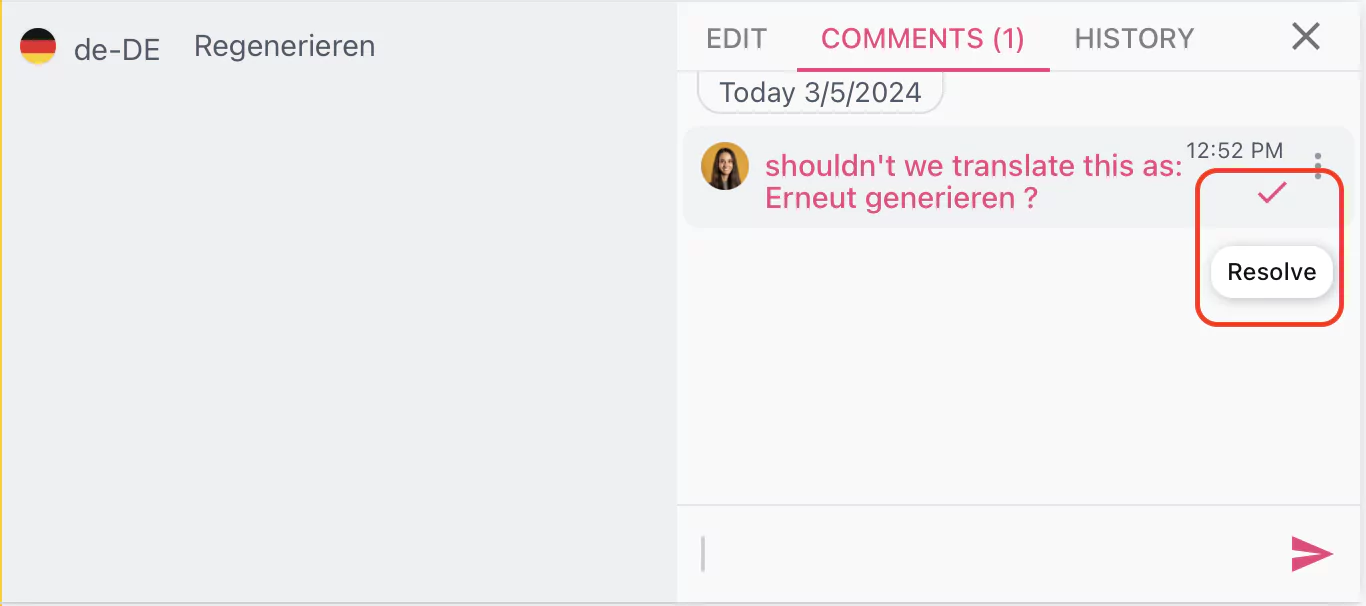 de-DE Regenerieren
EDIT COMMENTS (1) HISTORY
Today 3/5/2024
12:52 PM
shouldn't we translate this as:
Erneut generieren ?
Resolve